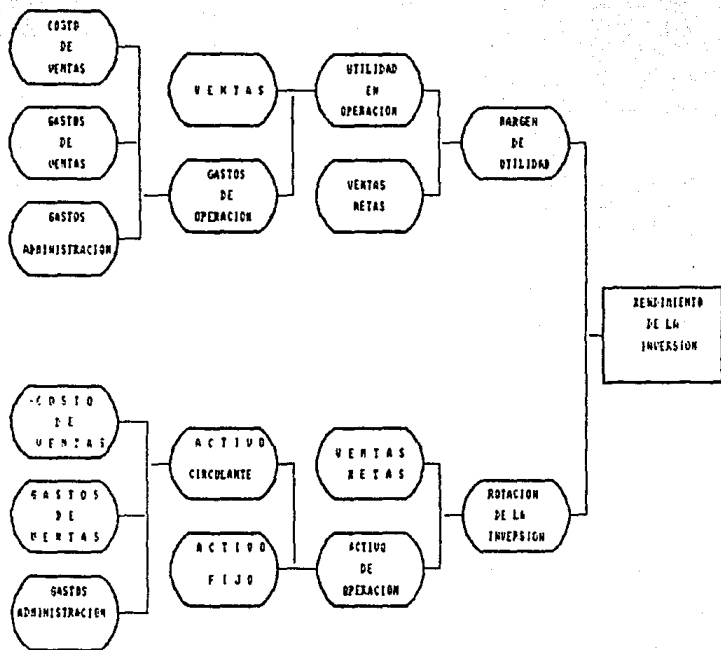 COSTO
DE
VENTAS
GASTOS
DE
VENTAS
GASTOS
ADMINISTRACION
VENTAS
GASTOS
DE
OPERACION
UTILIDAD
EN
OPERACION
VENTAS
NETAS
MARGEN
DE
UTILIDAD
RENDIMIENTO
DE LA
INVERSION
COSTO
DE
VENTAS
GASTOS
DE
VENTAS
GASTOS
ADMINISTRACION
ACTIVO
CIRCULANTE
ACTIVO
FIJO
VENTAS
NETAS
ACTIVO
DE
OPERACION
ROTACION
DE LA
INVERSION